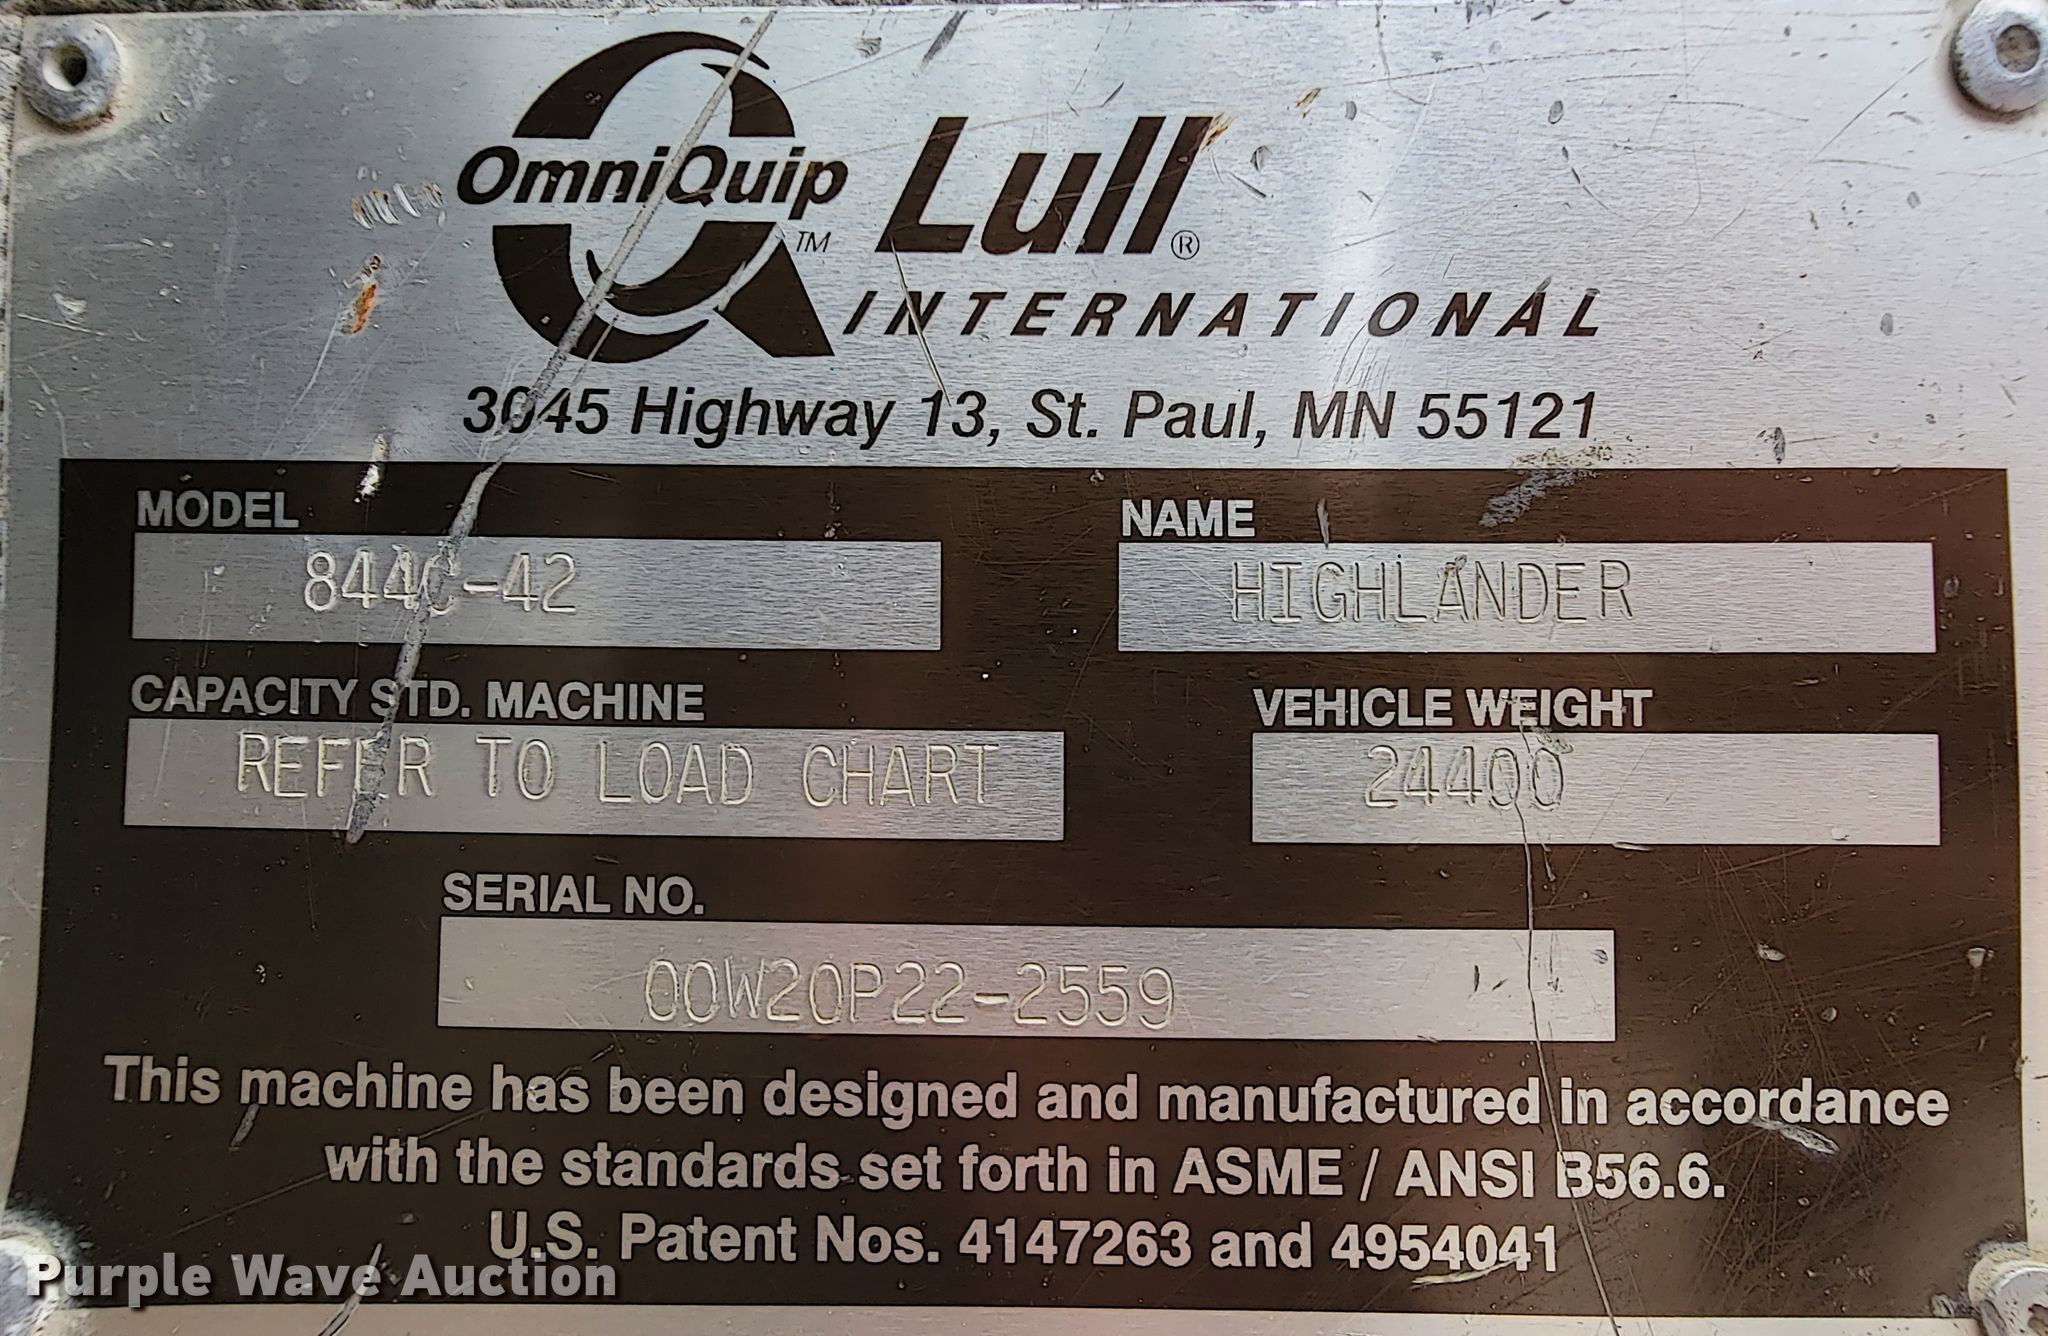 OmniQuip™ Lull®
INTERNATIONAL
3045 Highway 13, St. Paul, MN 55121
MODEL
844C-42
NAME
HIGHLANDER
CAPACITY STD. MACHINE
REFER TO LOAD CHART
VEHICLE WEIGHT
24400
SERIAL NO.
00W20P22-2559
This machine has been designed and manufactured in accordance
with the standards set forth in ASME / ANSI B56.6.
U.S. Patent Nos. 4147263 and 4954041
Purple Wave Auction